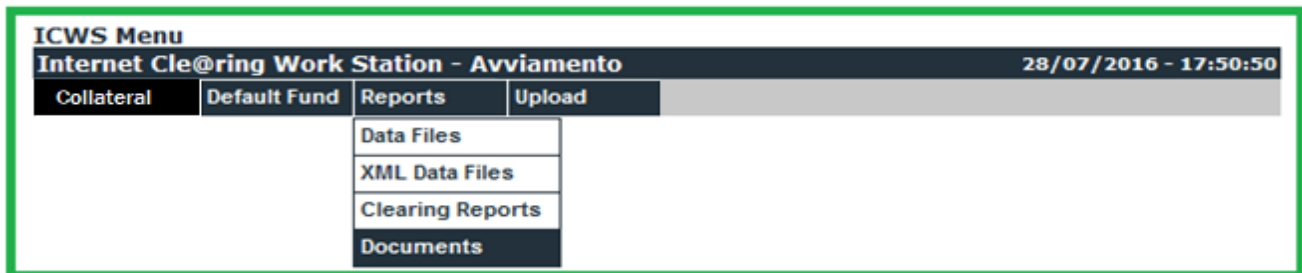 ICWS Menu
Internet Cle@ring Work Station - Avviamento 28/07/2016 - 17:50:50
Collateral Default Fund Reports Upload
Data Files
XML Data Files
Clearing Reports
Documents